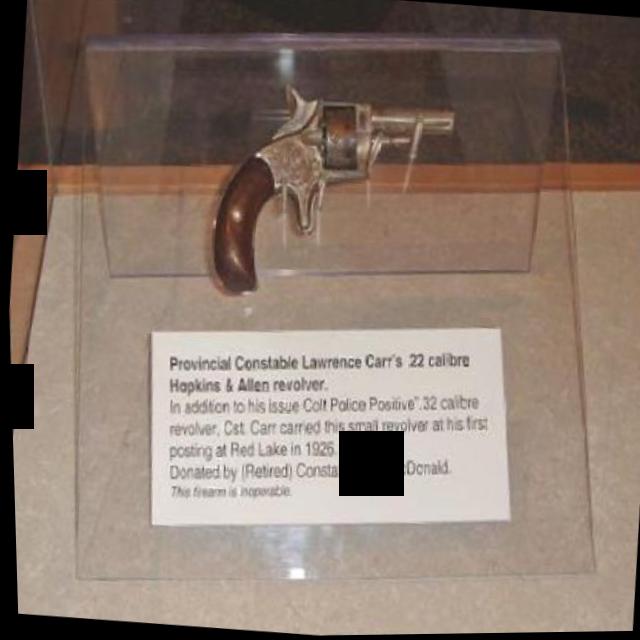 Provincial Constable Lawrence Carr's .22 calibre
Hopkins & Allen revolver.
In addition to his issue Colt Police Positive".32 calibre
revolver, Cst. Carr carried this small revolver at his first
posting at Red Lake in 1926.
Donated by (Retired) Donald.
This firearm is inoperable.